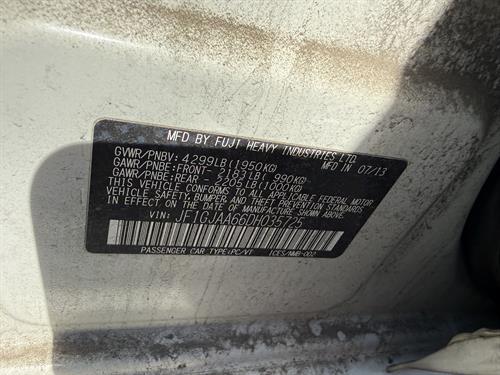 MFD BY FUJI HEAVY INDUSTRIES LTD.
MFD IN 07/13
GVWR/PNBV: 4299LB(1950KG)
GAWR/PNBE:FRONT- 2183LB( 990KG)
GAWR/PNBE:REAR - 2205LB(1000KG)
THIS VEHICLE CONFORMS TO ALL APPLICABLE FEDERAL MOTOR
VEHICLE SAFETY, BUMPER, AND THEFT PREVENTION STANDARDS
IN EFFECT ON THE DATE OF MANUFACTURE SHOWN ABOVE.
VIN: JF1GJAA66DH035725
PASSENGER CAR TYPE:PC/VT ICES/NMB-002